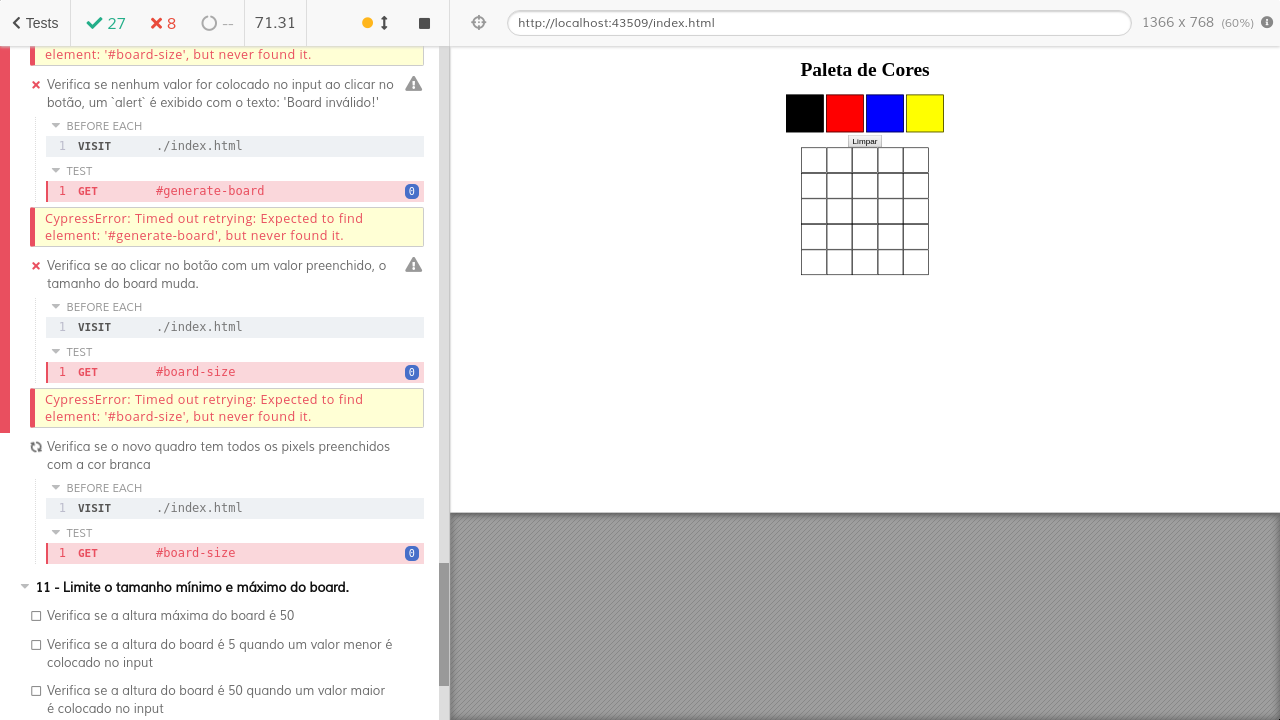 Tests
27
8
--
71.31
http://localhost:43509/index.html
1366 x 768 (60%)
element: '#board-size', but never found it.
Verifica se nenhum valor for colocado no input ao clicar no
botão, um `alert` é exibido com o texto: 'Board inválido!'
BEFORE EACH
1 VISIT ./index.html
TEST
1 GET #generate-board 0
CypressError: Timed out retrying: Expected to find
element: '#generate-board', but never found it.
Verifica se ao clicar no botão com um valor preenchido, o
tamanho do board muda.
BEFORE EACH
1 VISIT ./index.html
TEST
1 GET #board-size 0
CypressError: Timed out retrying: Expected to find
element: '#board-size', but never found it.
Verifica se o novo quadro tem todos os pixels preenchidos
com a cor branca
BEFORE EACH
1 VISIT ./index.html
TEST
1 GET #board-size 0
11 - Limite o tamanho mínimo e máximo do board.
Verifica se a altura máxima do board é 50
Verifica se a altura do board é 5 quando um valor menor é
colocado no input
Verifica se a altura do board é 50 quando um valor maior
é colocado no input
Paleta de Cores
Limpar